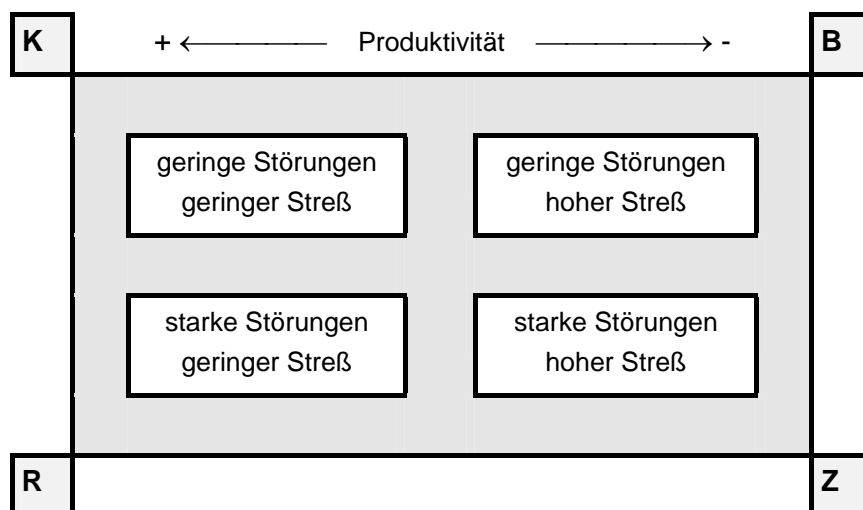 K + ← Produktivität → - B
geringe Störungen
geringer Streß
geringe Störungen
hoher Streß
starke Störungen
geringer Streß
starke Störungen
hoher Streß
R Z